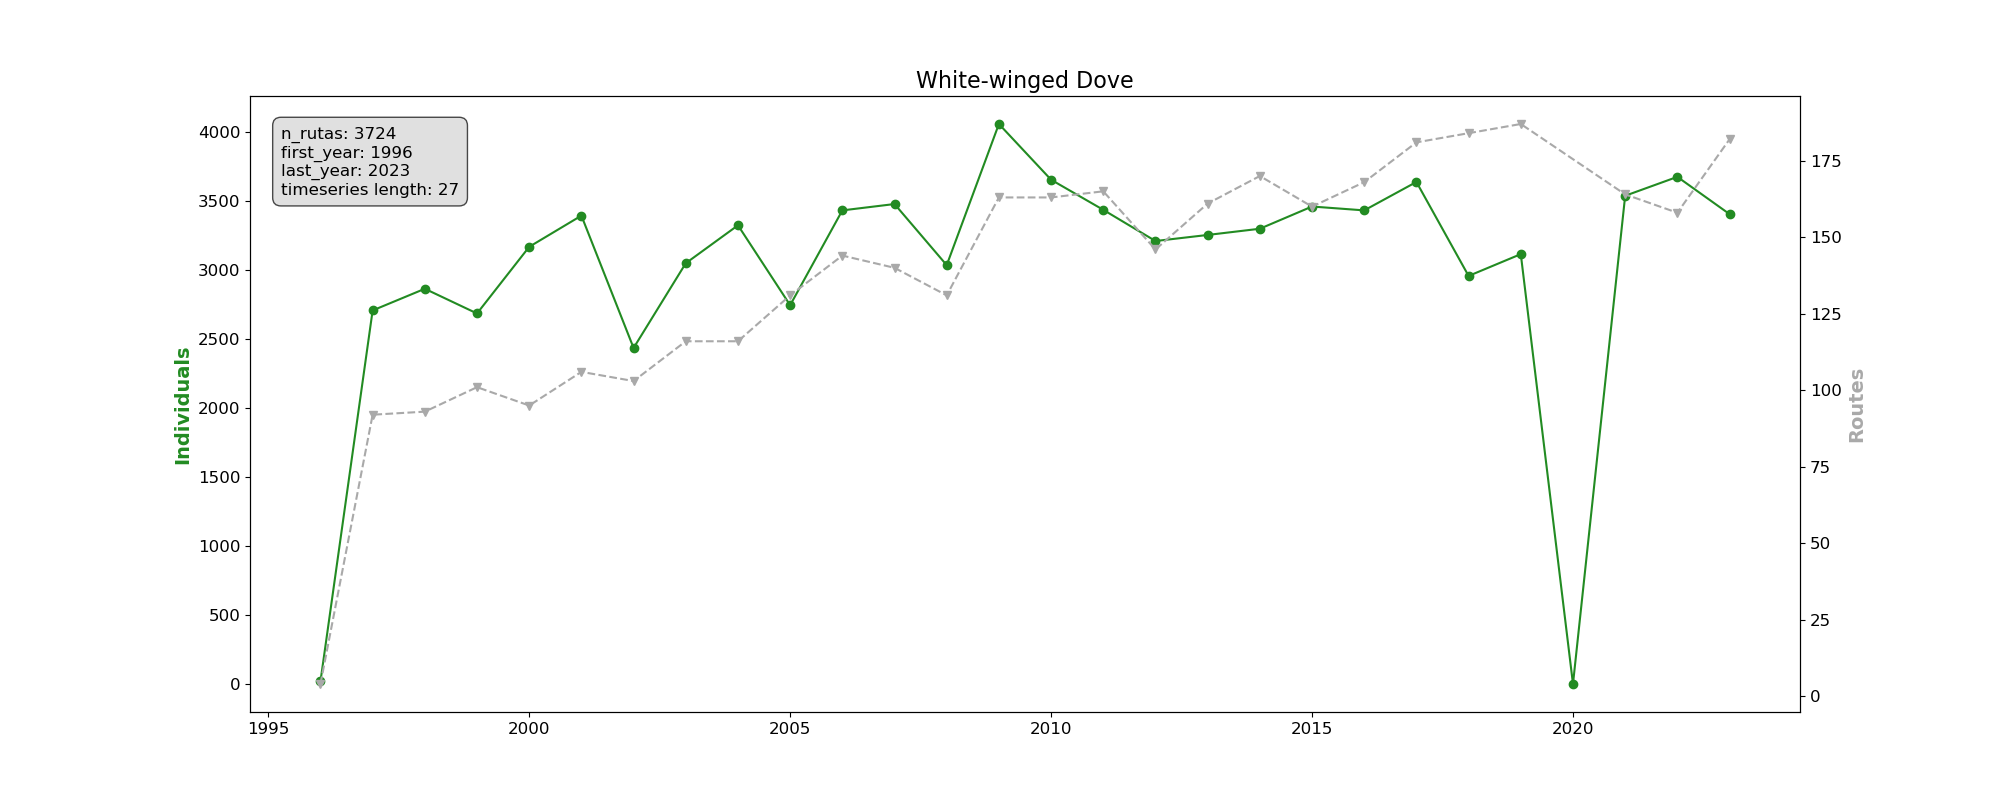 White-winged Dove
n_rutas: 3724
first_year: 1996
last_year: 2023
timeseries length: 27
Individuals
4000
3500
3000
2500
2000
1500
1000
500
0
175
150
125
100
75
50
25
0
Routes
1995 2000 2005 2010 2015 2020